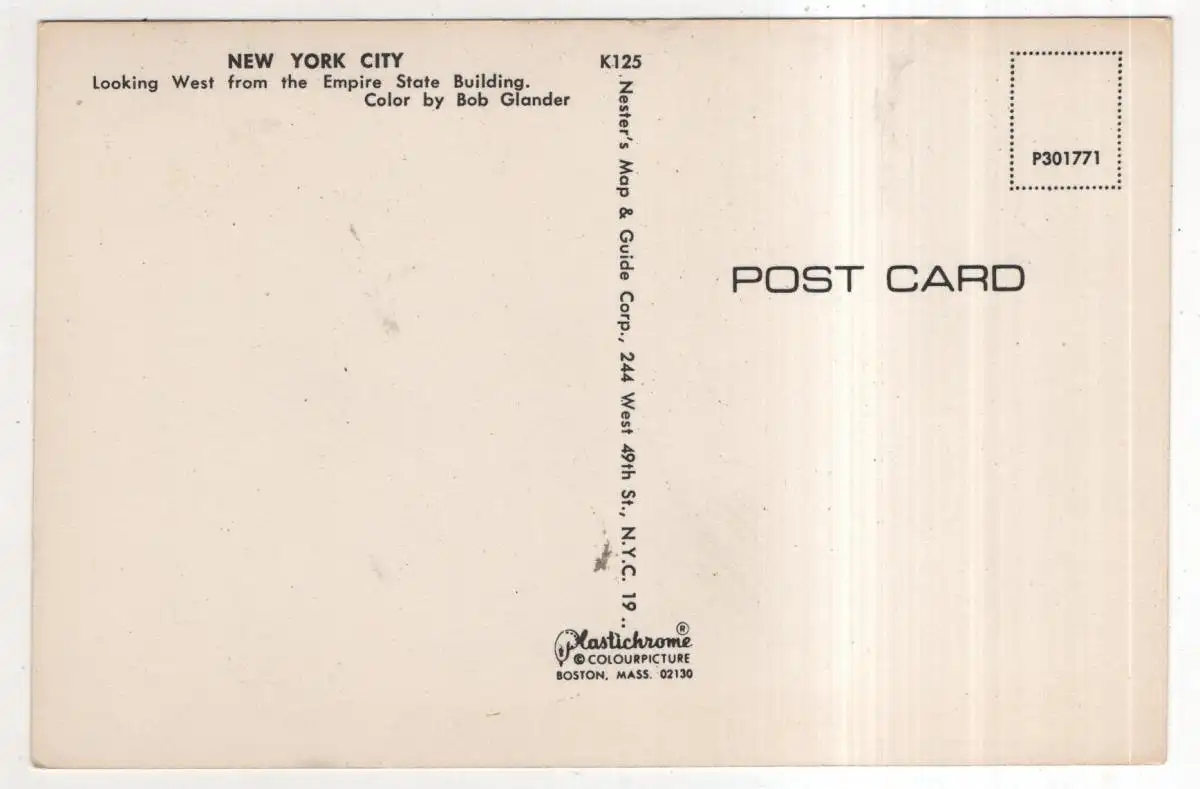 NEW YORK CITY
Looking West from the Empire State Building.
Color by Bob Glander
K125
Nester's Map & Guide Corp., 244 West 49th St., N.Y.C. 19 ..
P301771
POST CARD
Plastichrome ®
© COLOURPICTURE
BOSTON, MASS. 02130